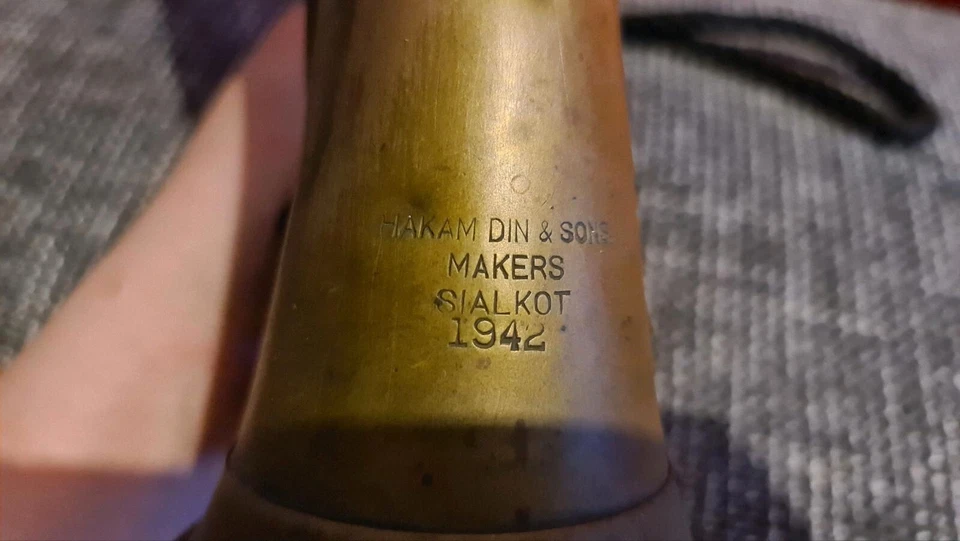 HAKAM DIN & SONS
MAKERS
SIALKOT
1942